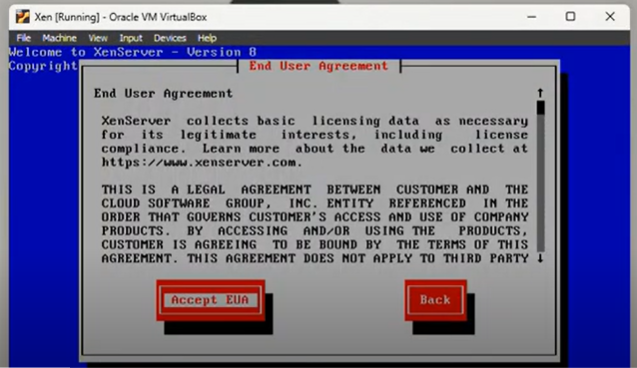 Xen [Running] - Oracle VM VirtualBox
File Machine View Input Devices Help
Welcome to XenServer - Version 8
Copyright
End User Agreement
End User Agreement
XenServer collects basic licensing data as necessary
for its legitimate interests, including license
compliance. Learn more about the data we collect at
https://www.xenserver.com.
THIS IS A LEGAL AGREEMENT BETWEEN CUSTOMER AND THE
CLOUD SOFTWARE GROUP, INC. ENTITY REFERENCED IN THE
ORDER THAT GOVERNS CUSTOMER'S ACCESS AND USE OF COMPANY
PRODUCTS. BY ACCESSING AND/OR USING THE PRODUCTS,
CUSTOMER IS AGREEING TO BE BOUND BY THE TERMS OF THIS
AGREEMENT. THIS AGREEMENT DOES NOT APPLY TO THIRD PARTY
Accept EUA
Back